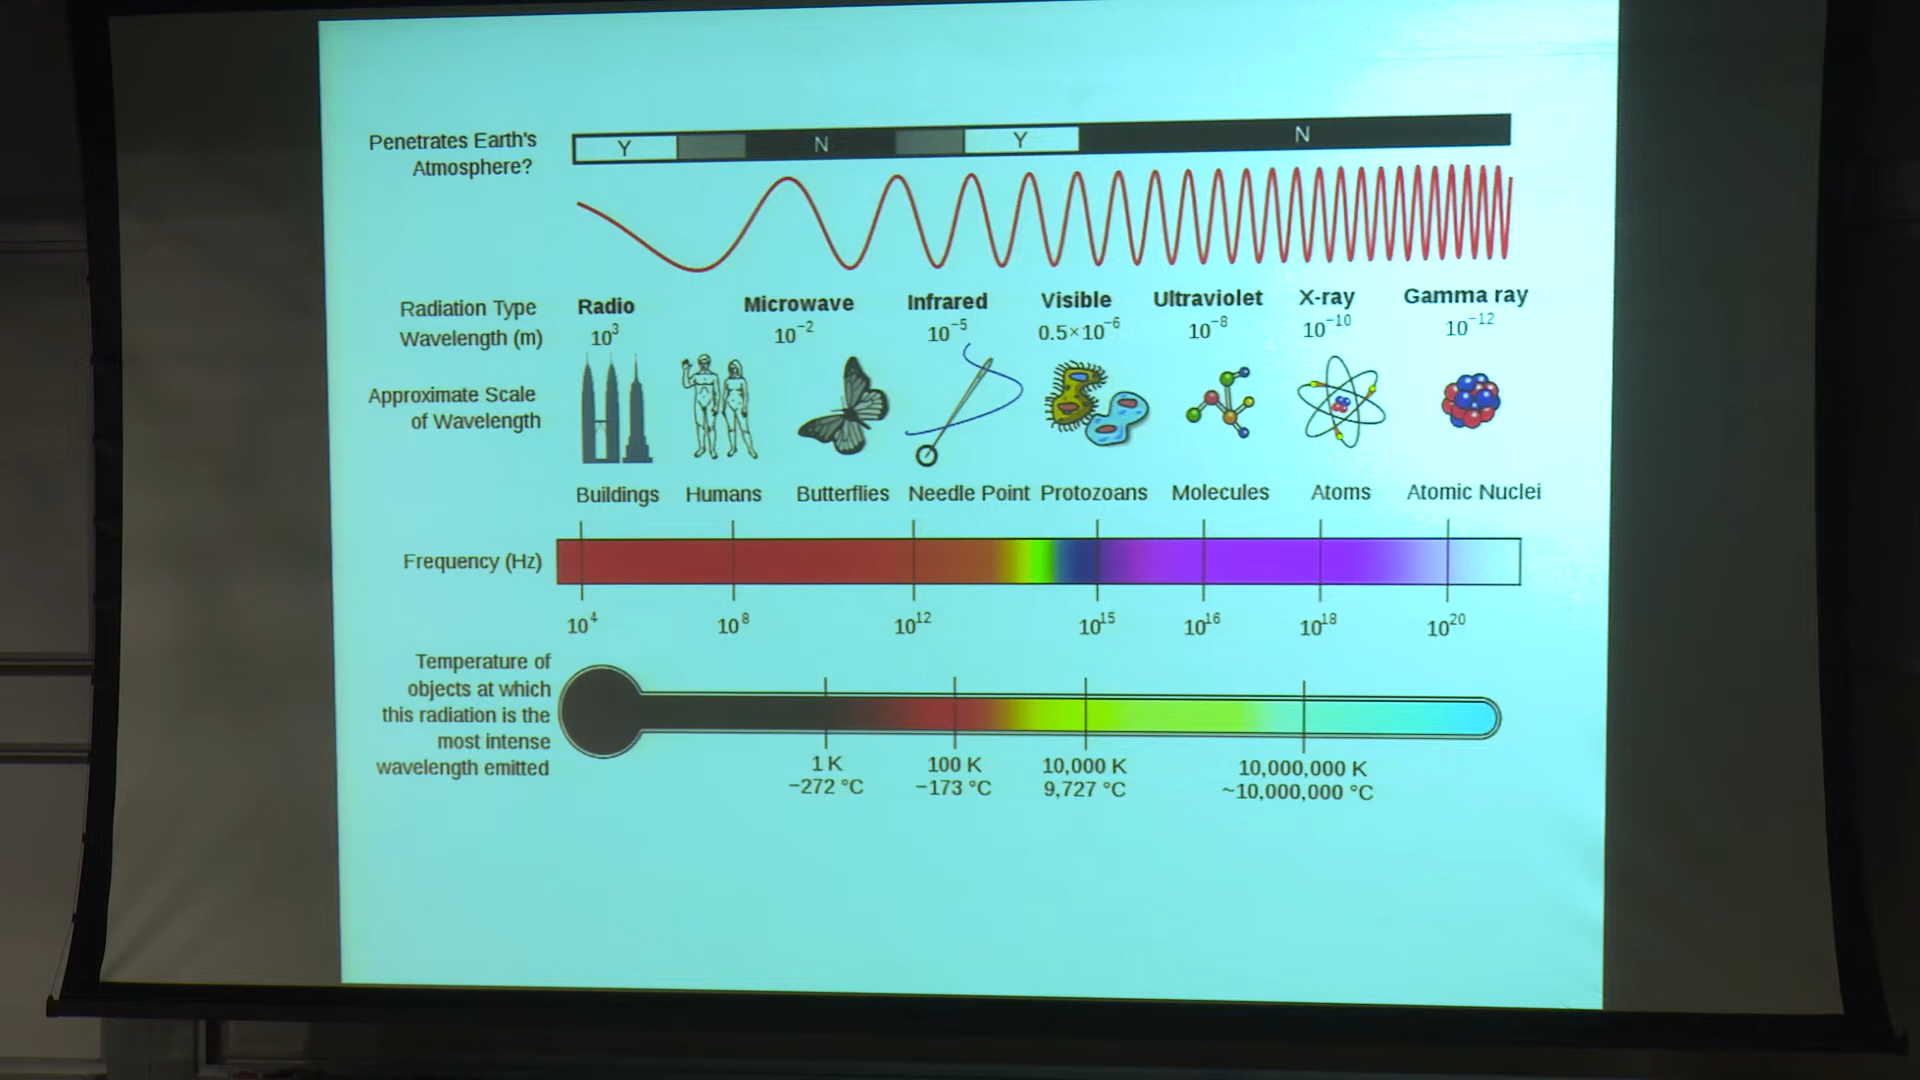 Penetrates Earth's
Atmosphere?
Y N Y N
Radiation Type Radio Microwave Infrared Visible Ultraviolet X-ray Gamma ray
Wavelength (m) 10³ 10⁻² 10⁻⁵ 0.5×10⁻⁶ 10⁻⁸ 10⁻¹⁰ 10⁻¹²
Approximate Scale
of Wavelength
Buildings Humans Butterflies Needle Point Protozoans Molecules Atoms Atomic Nuclei
Frequency (Hz)
10⁴ 10⁸ 10¹² 10¹⁵ 10¹⁶ 10¹⁸ 10²⁰
Temperature of
objects at which
this radiation is the
most intense
wavelength emitted
1 K 100 K 10,000 K 10,000,000 K
−272 °C −173 °C 9,727 °C ~10,000,000 °C